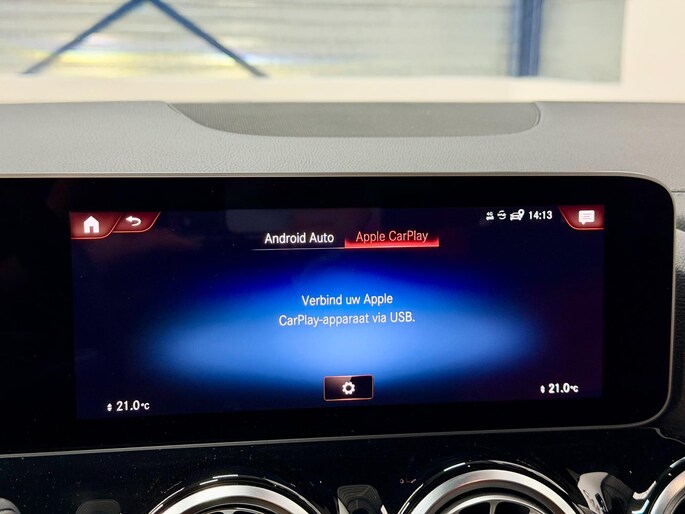 14:13
Android Auto
Apple CarPlay
Verbind uw Apple
CarPlay-apparaat via USB.
21.0°C
21.0°C